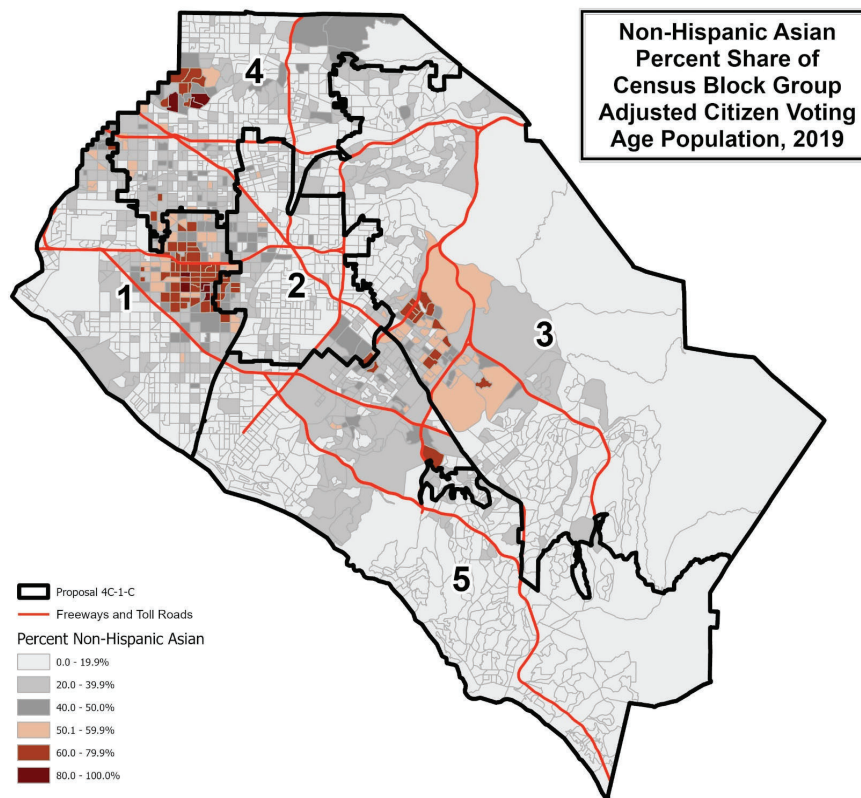 Non-Hispanic Asian
Percent Share of
Census Block Group
Adjusted Citizen Voting
Age Population, 2019
4
1
2
3
5
Proposal 4C-1-C
Freeways and Toll Roads
Percent Non-Hispanic Asian
0.0 - 19.9%
20.0 - 39.9%
40.0 - 50.0%
50.1 - 59.9%
60.0 - 79.9%
80.0 - 100.0%